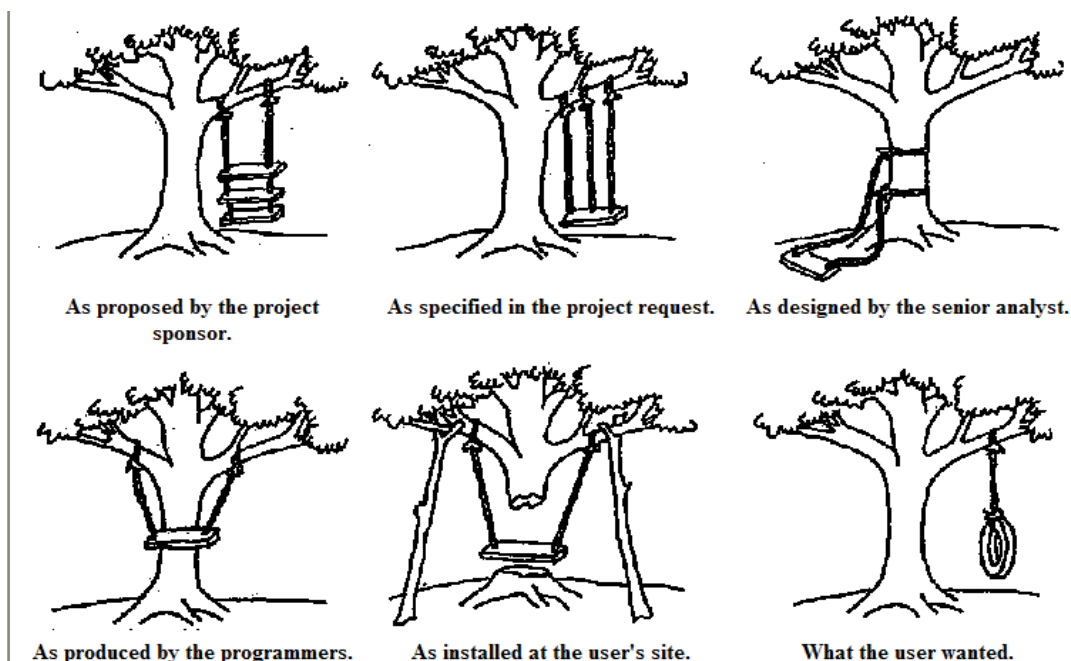 As proposed by the project
sponsor.
As specified in the project request.
As designed by the senior analyst.
As produced by the programmers.
As installed at the user's site.
What the user wanted.